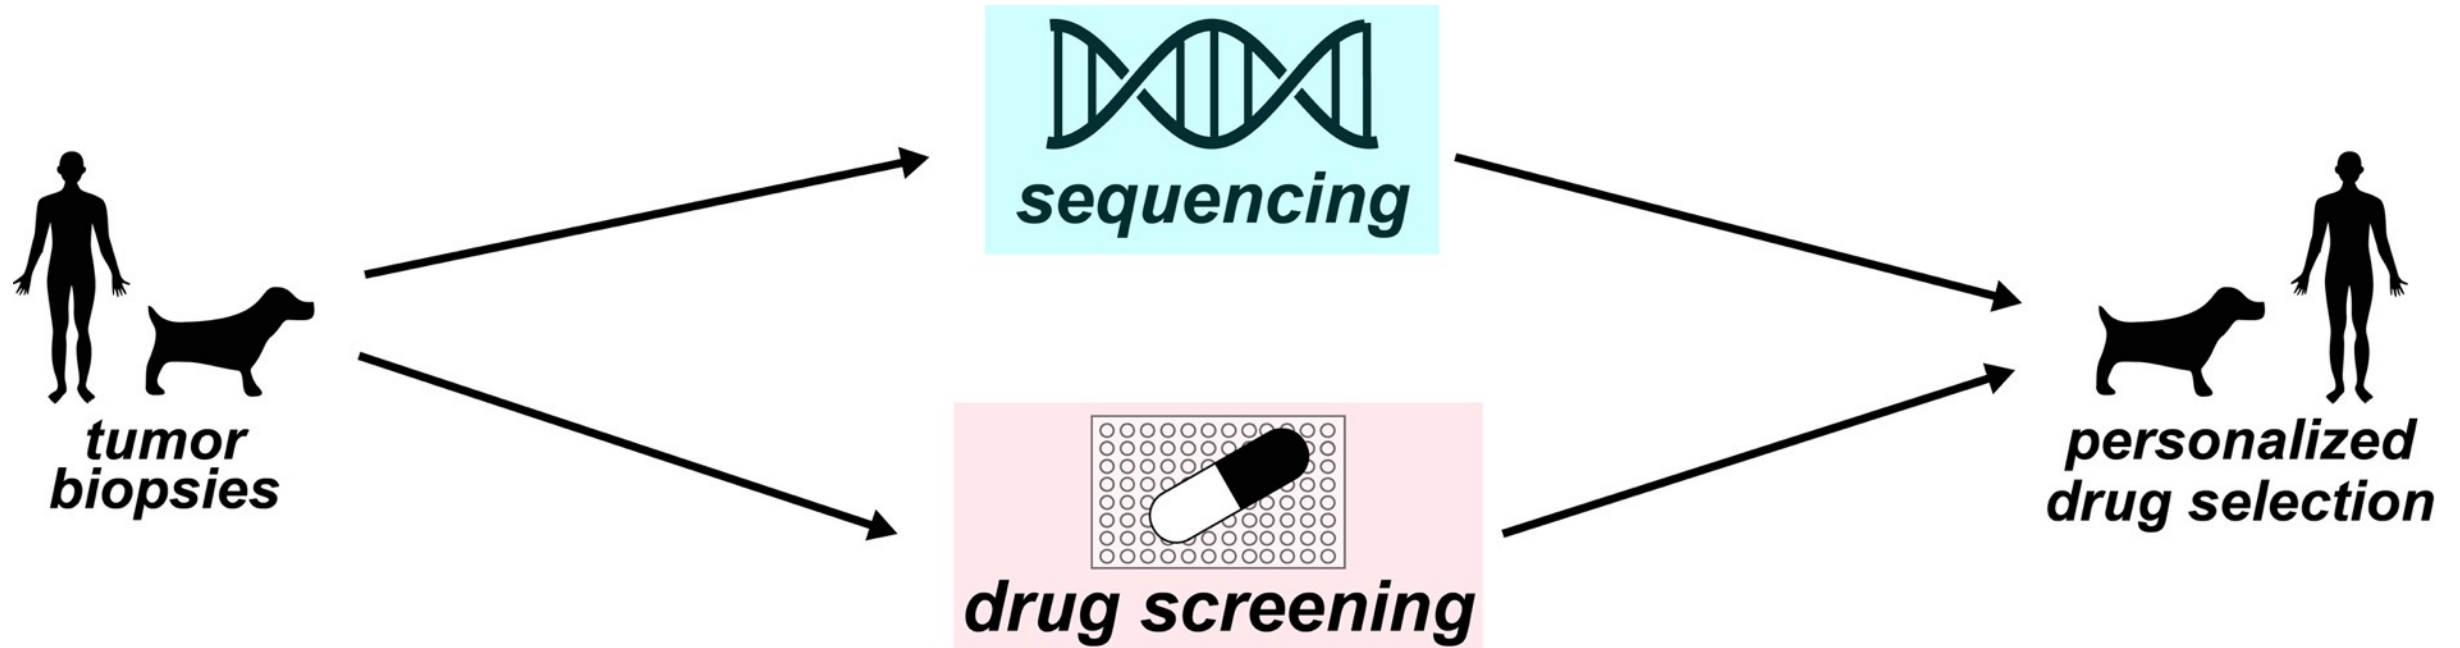 sequencing
tumor
biopsies
personalized
drug selection
drug screening